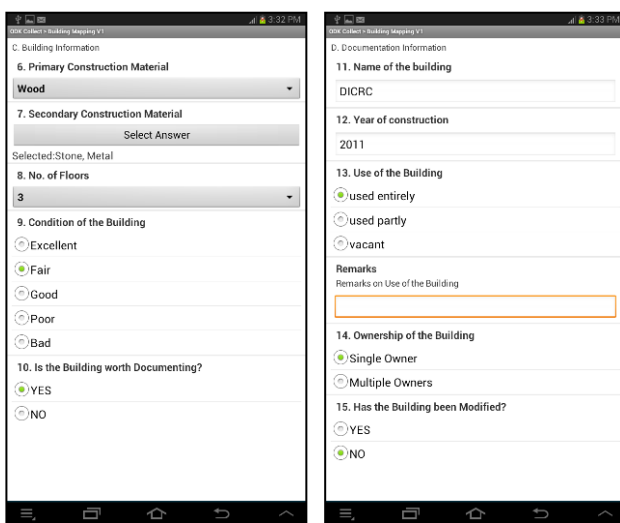 3:32 PM
ODK Collect > Building Mapping V1
C. Building Information
6. Primary Construction Material
Wood
7. Secondary Construction Material
Select Answer
Selected:Stone, Metal
8. No. of Floors
3
9. Condition of the Building
Excellent
Fair
Good
Poor
Bad
10. Is the Building worth Documenting?
YES
NO
3:33 PM
ODK Collect > Building Mapping V1
D. Documentation Information
11. Name of the building
DICRC
12. Year of construction
2011
13. Use of the Building
used entirely
used partly
vacant
Remarks
Remarks on Use of the Building
14. Ownership of the Building
Single Owner
Multiple Owners
15. Has the Building been Modified?
YES
NO